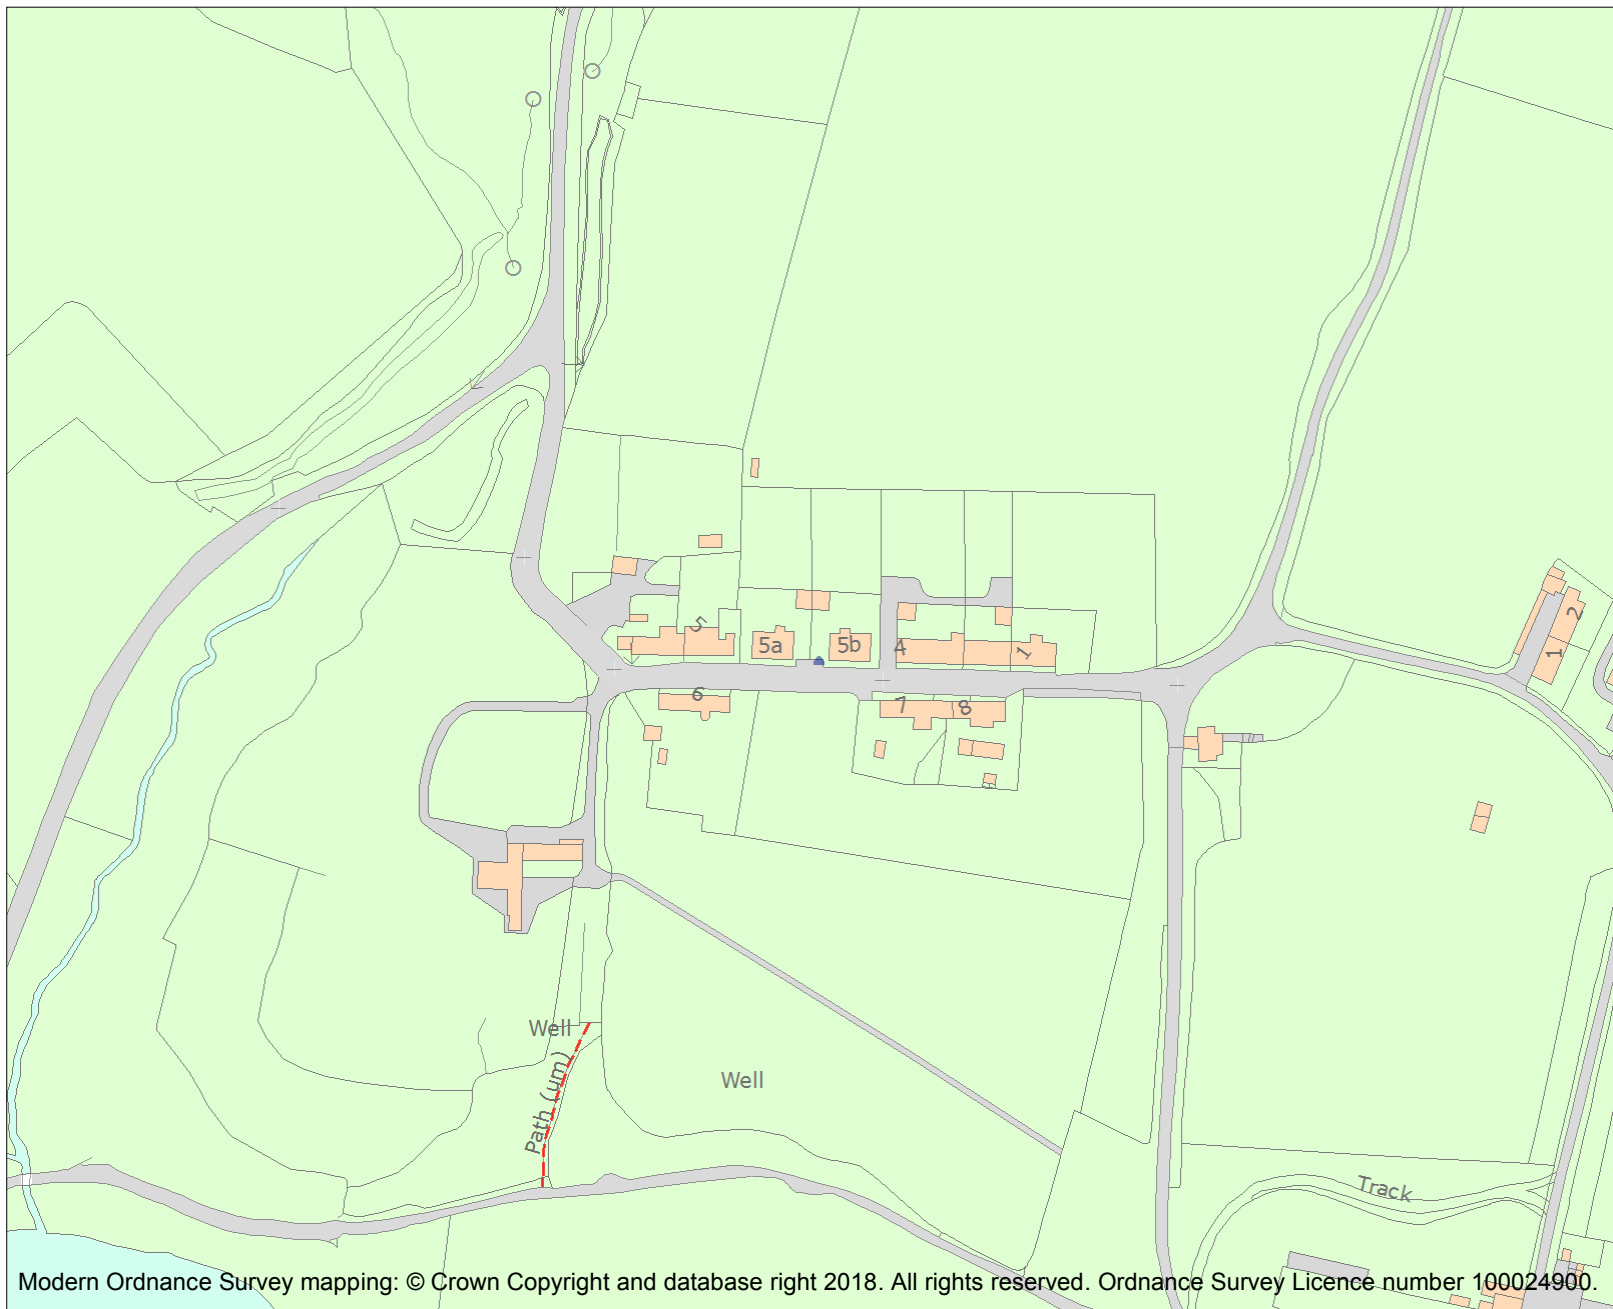 2
1
5
5a
5b
4
1
6
7
8
Well
Path (um)
Well
Track
Modern Ordnance Survey mapping: © Crown Copyright and database right 2018. All rights reserved. Ordnance Survey Licence number 100024900.